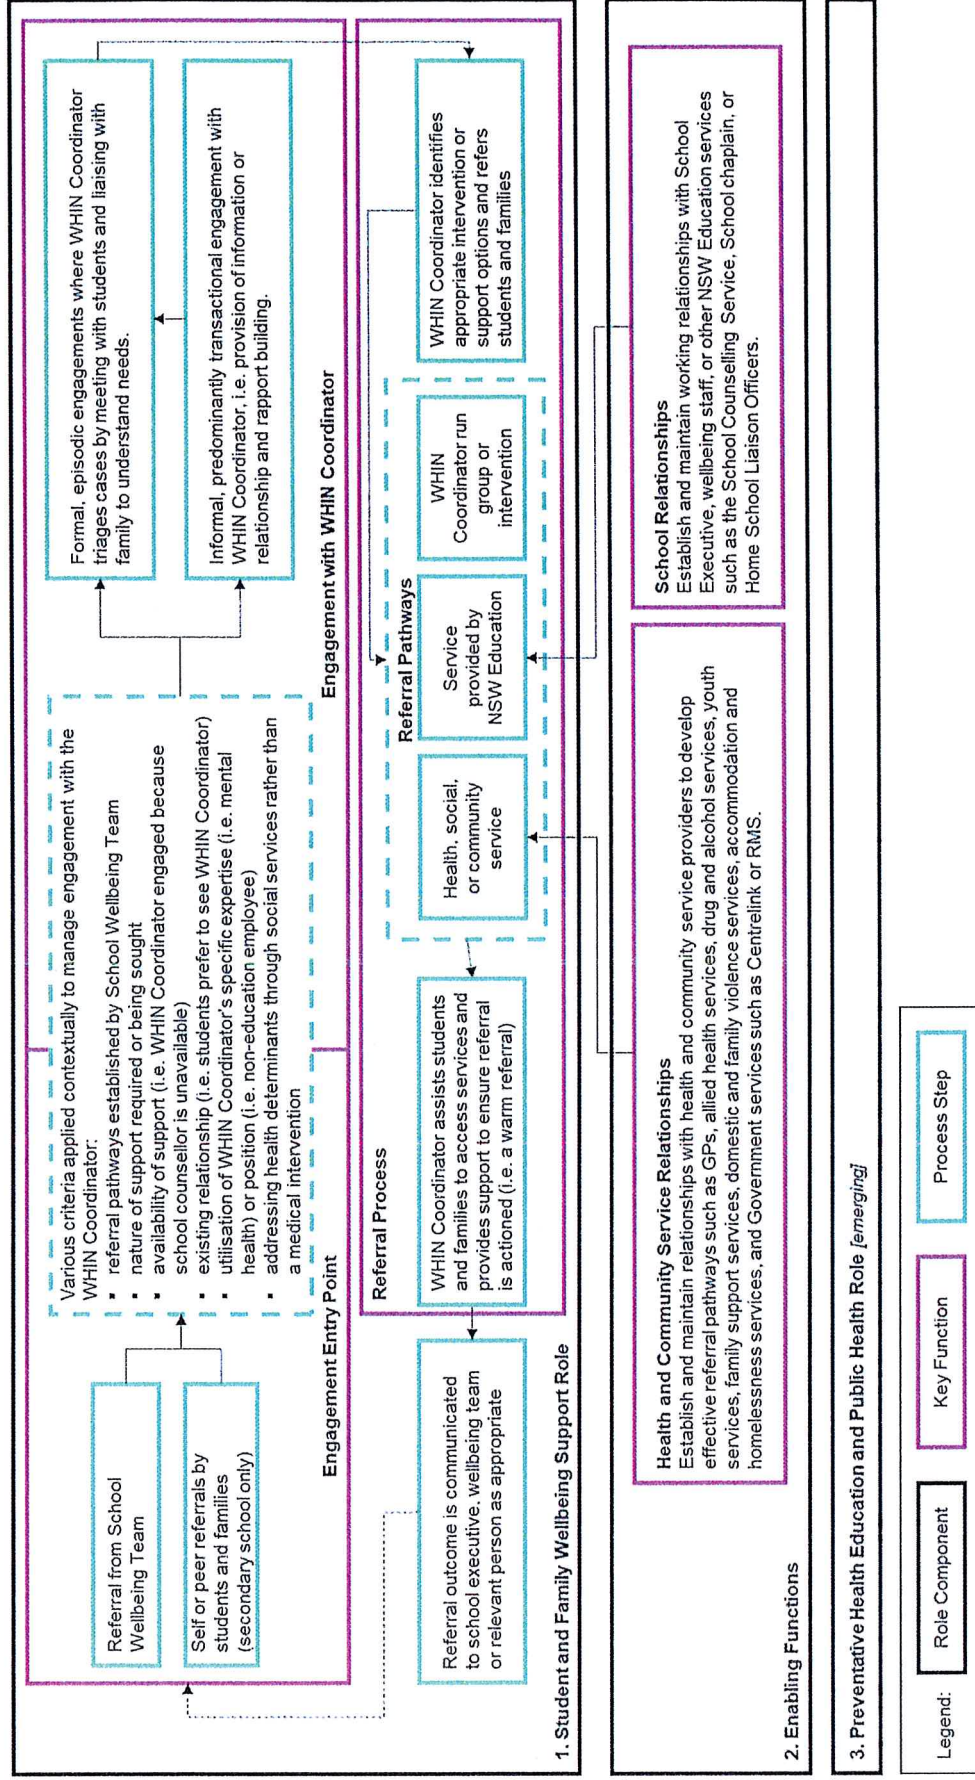 Referral from School
Wellbeing Team
Self or peer referrals by
students and families
(secondary school only)
Engagement Entry Point
Various criteria applied contextually to manage engagement with the
WHIN Coordinator:
▪ referral pathways established by School Wellbeing Team
▪ nature of support required or being sought
▪ availability of support (i.e. WHIN Coordinator engaged because
school counsellor is unavailable)
▪ existing relationship (i.e. students prefer to see WHIN Coordinator)
▪ utilisation of WHIN Coordinator's specific expertise (i.e. mental
health) or position (i.e. non-education employee)
▪ addressing health determinants through social services rather than
a medical intervention
Formal, episodic engagements where WHIN Coordinator
triages cases by meeting with students and liaising with
family to understand needs.
Informal, predominantly transactional engagement with
WHIN Coordinator, i.e. provision of information or
relationship and rapport building.
Engagement with WHIN Coordinator
Referral Process
Referral outcome is communicated
to school executive, wellbeing team
or relevant person as appropriate
WHIN Coordinator assists students
and families to access services and
provides support to ensure referral
is actioned (i.e. a warm referral)
Referral Pathways
Health, social,
or community
service
Service
provided by
NSW Education
WHIN
Coordinator run
group or
intervention
WHIN Coordinator identifies
appropriate intervention or
support options and refers
students and families
1. Student and Family Wellbeing Support Role
Health and Community Service Relationships
Establish and maintain relationships with health and community service providers to develop
effective referral pathways such as GPs, allied health services, drug and alcohol services, youth
services, family support services, domestic and family violence services, accommodation and
homelessness services, and Government services such as Centrelink or RMS.
School Relationships
Establish and maintain working relationships with School
Executive, wellbeing staff, or other NSW Education services
such as the School Counselling Service, School chaplain, or
Home School Liaison Officers.
2. Enabling Functions
3. Preventative Health Education and Public Health Role [emerging]
Legend:
Role Component
Key Function
Process Step